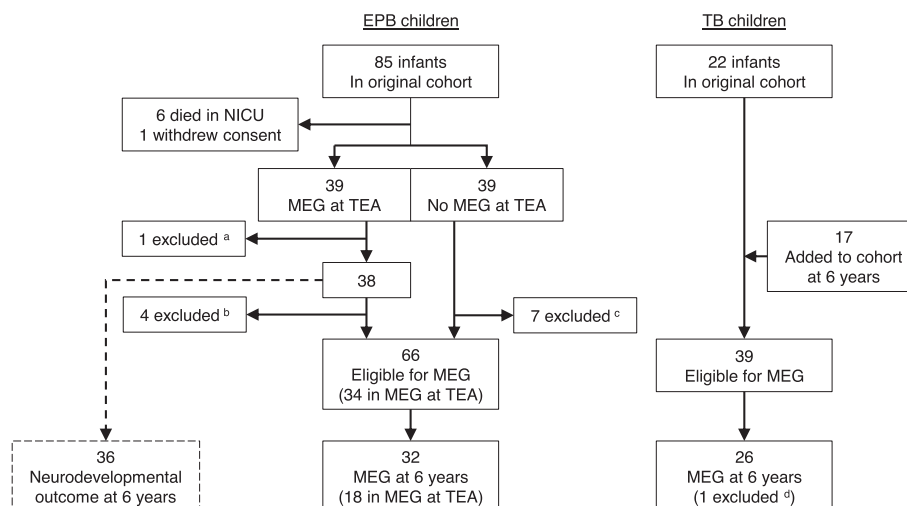 EPB children
TB children
85 infants
In original cohort
22 infants
In original cohort
6 died in NICU
1 withdrew consent
39
MEG at TEA
39
No MEG at TEA
1 excluded a
17
Added to cohort
at 6 years
38
4 excluded b
7 excluded c
66
Eligible for MEG
(34 in MEG at TEA)
39
Eligible for MEG
36
Neurodevelopmental
outcome at 6 years
32
MEG at 6 years
(18 in MEG at TEA)
26
MEG at 6 years
(1 excluded d)